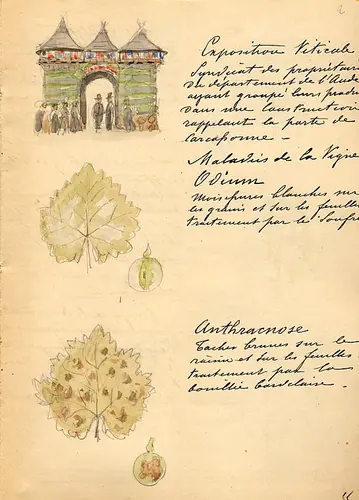 2
Exposition Viticole
Syndicat des propriétaires
du département de l'Aude
ayant groupé leurs produits
dans une construction
rappelant la porte de
Carcassonne -
Maladies de la Vigne
Odium
Moisissures blanches sur
les grains et sur les feuilles
traitement par le Soufre
1
Anthracnose
Taches brunes sur le
raisin et sur les feuilles
traitement par la
bouillie bordelaise -